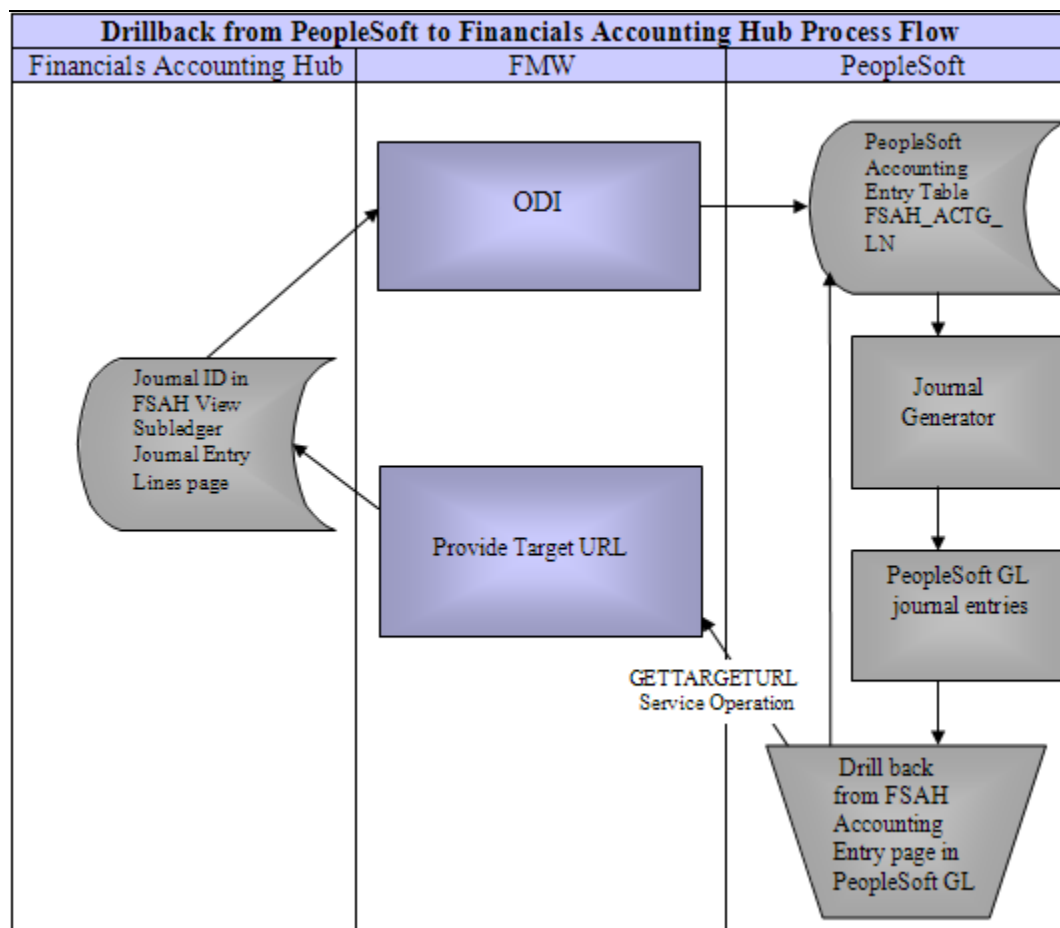 Drillback from PeopleSoft to Financials Accounting Hub Process Flow
Financials Accounting Hub
FMW
PeopleSoft
ODI
PeopleSoft
Accounting
Entry Table
FSAH_ACTG_
LN
Journal ID in
FSAH View
Subledger
Journal Entry
Lines page
Journal
Generator
Provide Target URL
PeopleSoft GL
journal entries
GETTARGETURL
Service Operation
Drill back
from FSAH
Accounting
Entry page in
PeopleSoft GL